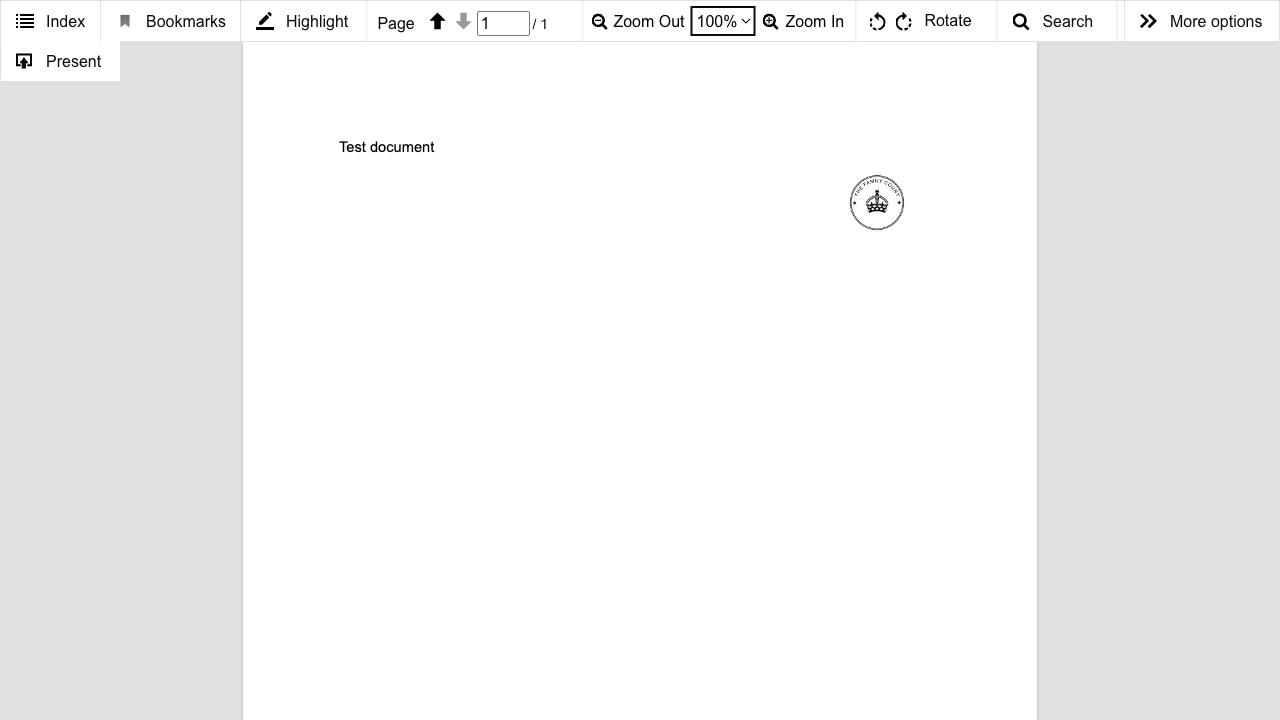 Index
Bookmarks
Highlight
Page
1
/ 1
Zoom Out
100%
Zoom In
Rotate
Search
More options
Present
Test document
THE FAMILY COURT